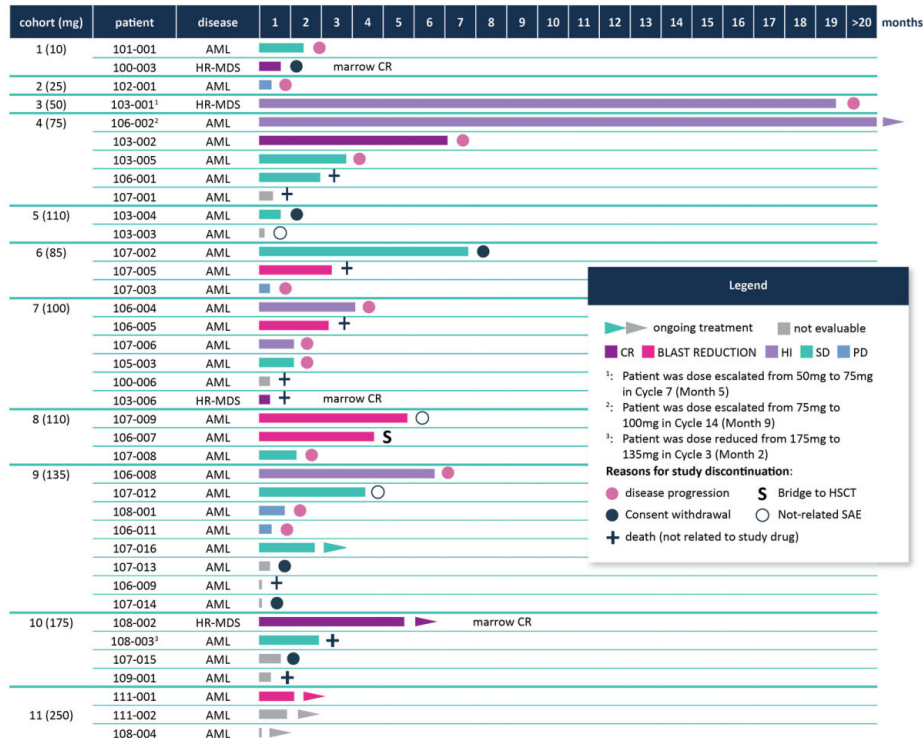 cohort (mg) patient disease 1 2 3 4 5 6 7 8 9 10 11 12 13 14 15 16 17 18 19 >20 months
1 (10) 101-001 AML
100-003 HR-MDS marrow CR
2 (25) 102-001 AML
3 (50) 103-001¹ HR-MDS
4 (75) 106-002² AML
103-002 AML
103-005 AML
106-001 AML
107-001 AML
5 (110) 103-004 AML
103-003 AML
6 (85) 107-002 AML
107-005 AML
107-003 AML
7 (100) 106-004 AML
106-005 AML
107-006 AML
105-003 AML
100-006 AML
103-006 HR-MDS marrow CR
8 (110) 107-009 AML
106-007 AML S
107-008 AML
9 (135) 106-008 AML
107-012 AML
108-001 AML
106-011 AML
107-016 AML
107-013 AML
106-009 AML
107-014 AML
10 (175) 108-002 HR-MDS marrow CR
108-003³ AML
107-015 AML
109-001 AML
111-001 AML
11 (250) 111-002 AML
108-004 AML
Legend
ongoing treatment not evaluable
CR BLAST REDUCTION HI SD PD
¹: Patient was dose escalated from 50mg to 75mg
in Cycle 7 (Month 5)
²: Patient was dose escalated from 75mg to
100mg in Cycle 14 (Month 9)
³: Patient was dose reduced from 175mg to
135mg in Cycle 3 (Month 2)
Reasons for study discontinuation:
disease progression S Bridge to HSCT
Consent withdrawal Not-related SAE
death (not related to study drug)